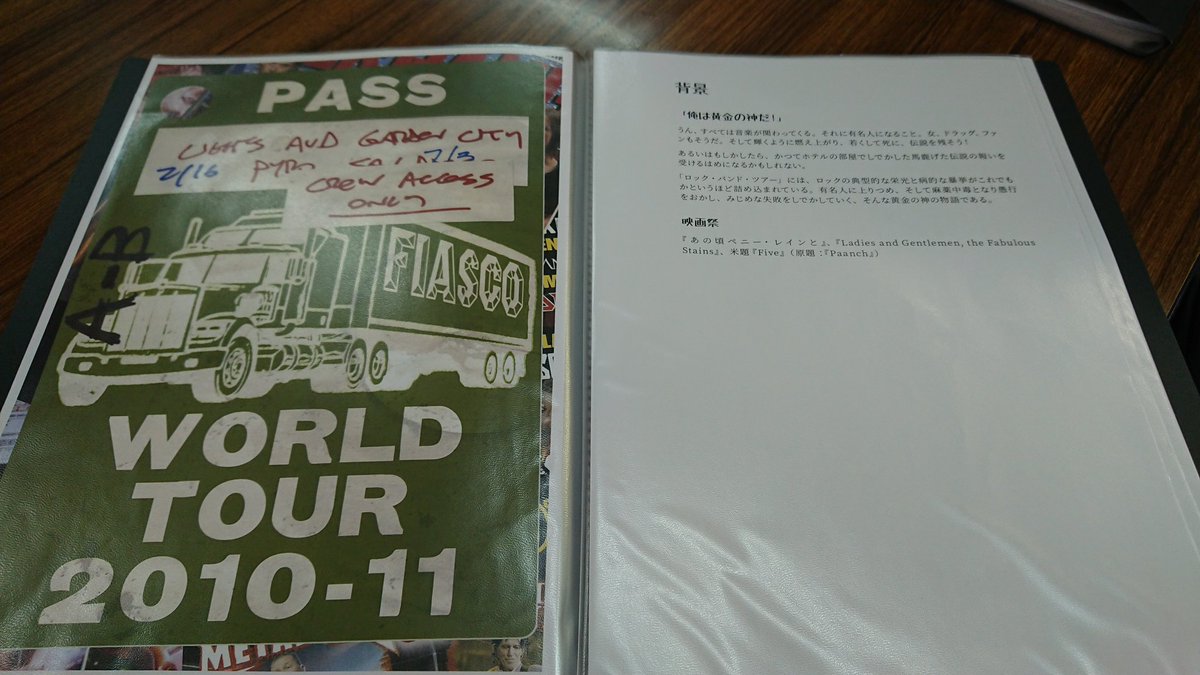 PASS
AND GARDEN CITY
2/16 PYRO 7/3
CREW ACCESS
ONLY
A-B
FIASCO
WORLD
TOUR
2010-11
META
背景
「俺は黄金の神だ！」
うん、すべては音楽が関わってくる。それに有名人になること。な、ドラッグ、ファ
ンもそうだ。そして輝くように燃え上がり、若くして死に、伝説を残そう！
あるいはもしかしたら、かつてホテルの部屋でしでかした馬鹿げた伝説の報いを
受けるはめになるかもしれない。
「ロック・バンド・ツアー」には、ロックの典型的な栄光と病的な暴挙がこれでも
かというほど詰め込まれている。有名人に上りつめ、そして麻薬中毒となり愚行
をおかし、みじめな失敗をしでかしていく、そんな黄金の神の物語である。
映画祭
『あの頃ペニー・レインと』、『Ladies and Gentlemen, the Fabulous
Stains』、米題『Five』（原題：『Paanch』）